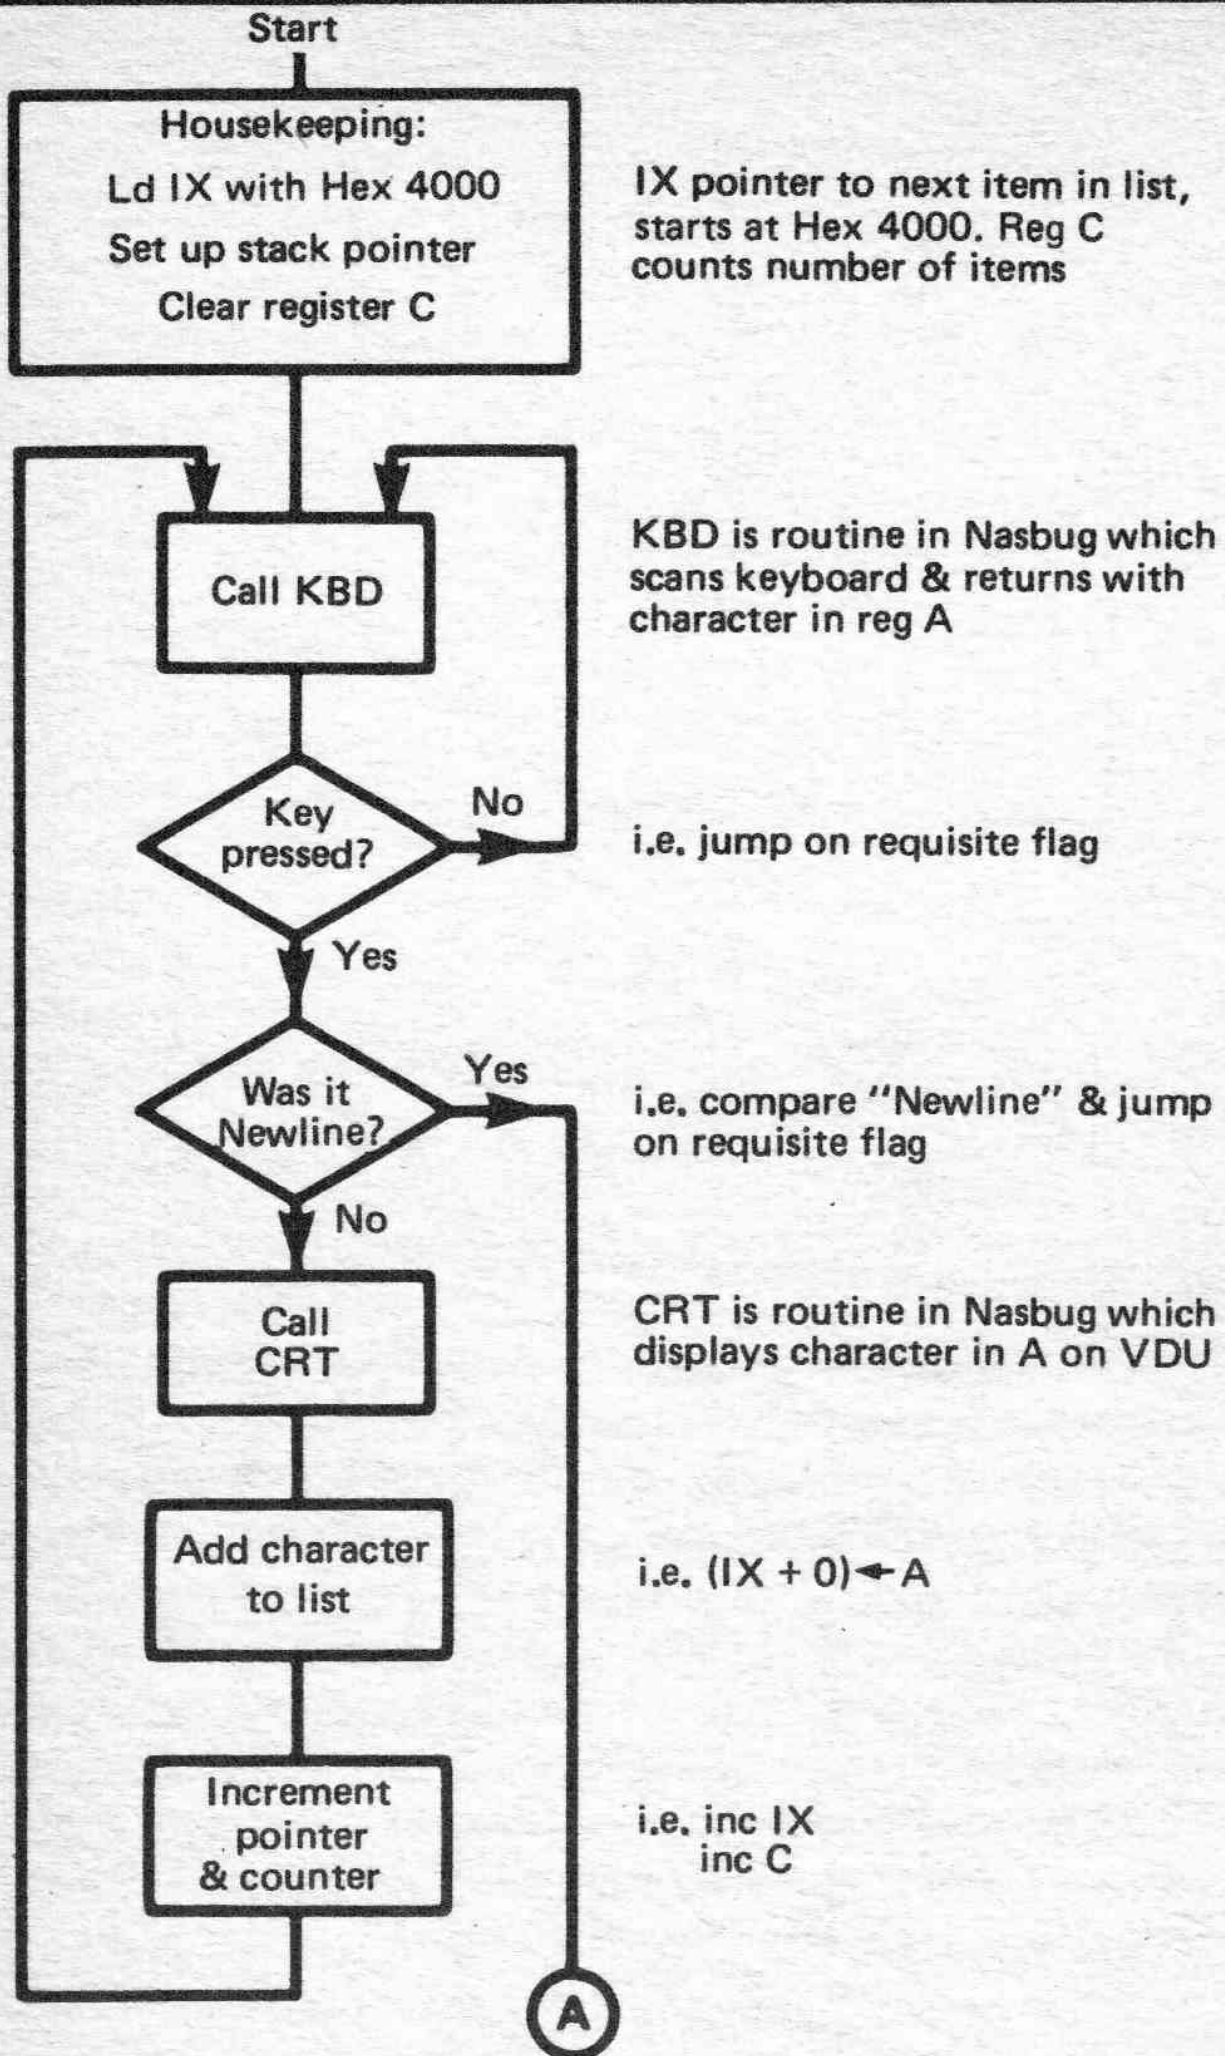 Start
Housekeeping:
Ld IX with Hex 4000
Set up stack pointer
Clear register C
IX pointer to next item in list,
starts at Hex 4000. Reg C
counts number of items
Call KBD
KBD is routine in Nasbug which
scans keyboard & returns with
character in reg A
Key
pressed?
No
i.e. jump on requisite flag
Yes
Was it
Newline?
Yes
i.e. compare "Newline" & jump
on requisite flag
No
Call
CRT
CRT is routine in Nasbug which
displays character in A on VDU
Add character
to list
i.e. (IX + 0)←A
Increment
pointer
& counter
i.e. inc IX
inc C
A